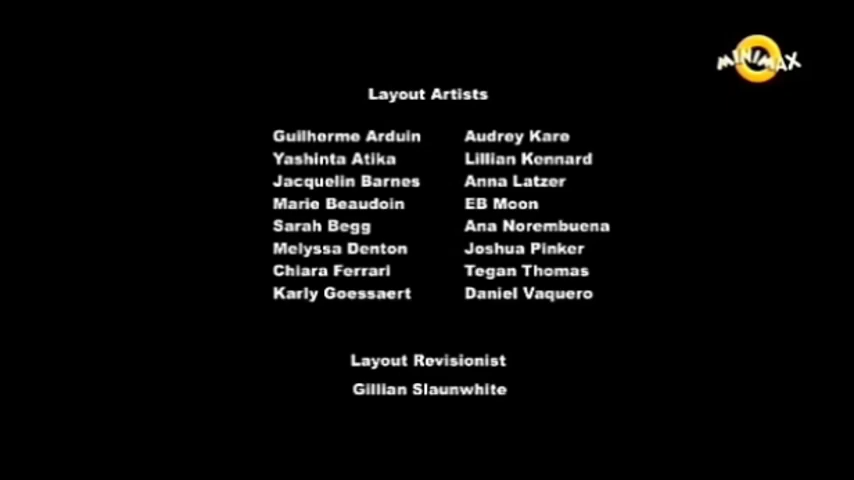 MINIMAX
Layout Artists
Guilherme Arduin
Yashinta Atika
Jacquelin Barnes
Marie Beaudoin
Sarah Begg
Melyssa Denton
Chiara Ferrari
Karly Goessaert
Audrey Kare
Lillian Kennard
Anna Latzer
EB Moon
Ana Norembuena
Joshua Pinker
Tegan Thomas
Daniel Vaquero
Layout Revisionist
Gillian Slaunwhite